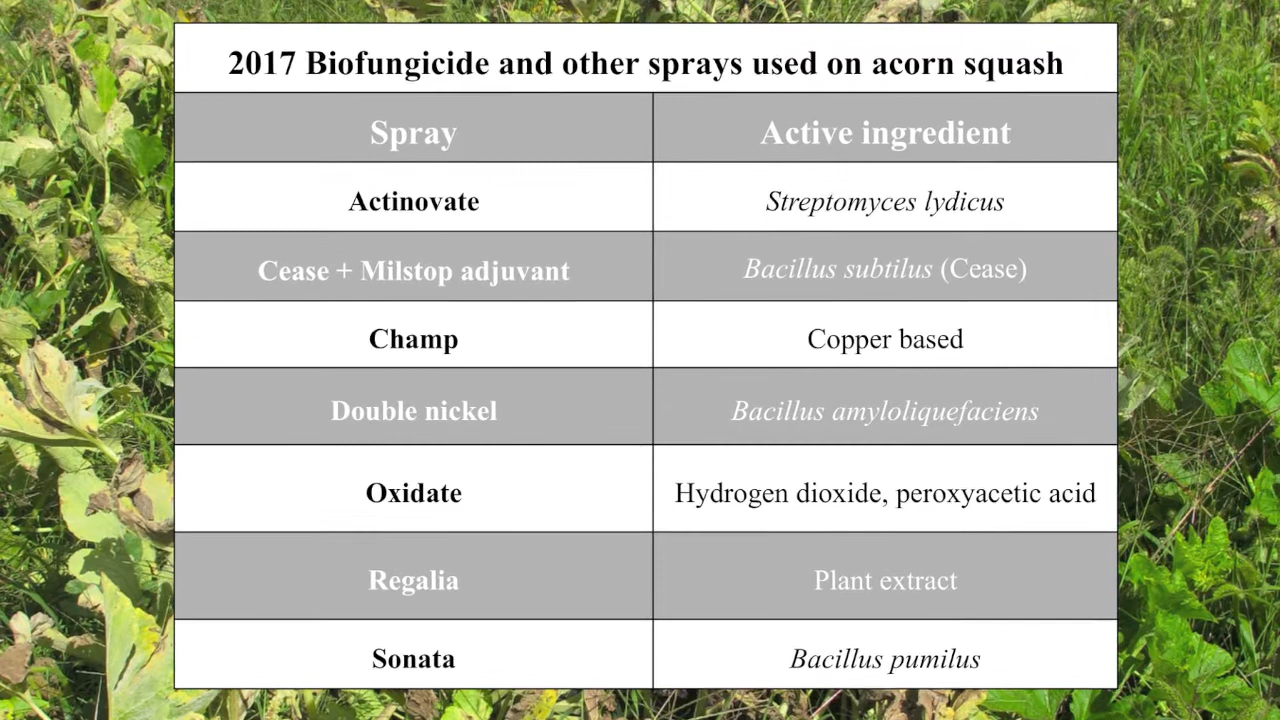 2017 Biofungicide and other sprays used on acorn squash
Spray Active ingredient
Actinovate Streptomyces lydicus
Cease + Milstop adjuvant Bacillus subtilus (Cease)
Champ Copper based
Double nickel Bacillus amyloliquefaciens
Oxidate Hydrogen dioxide, peroxyacetic acid
Regalia Plant extract
Sonata Bacillus pumilus